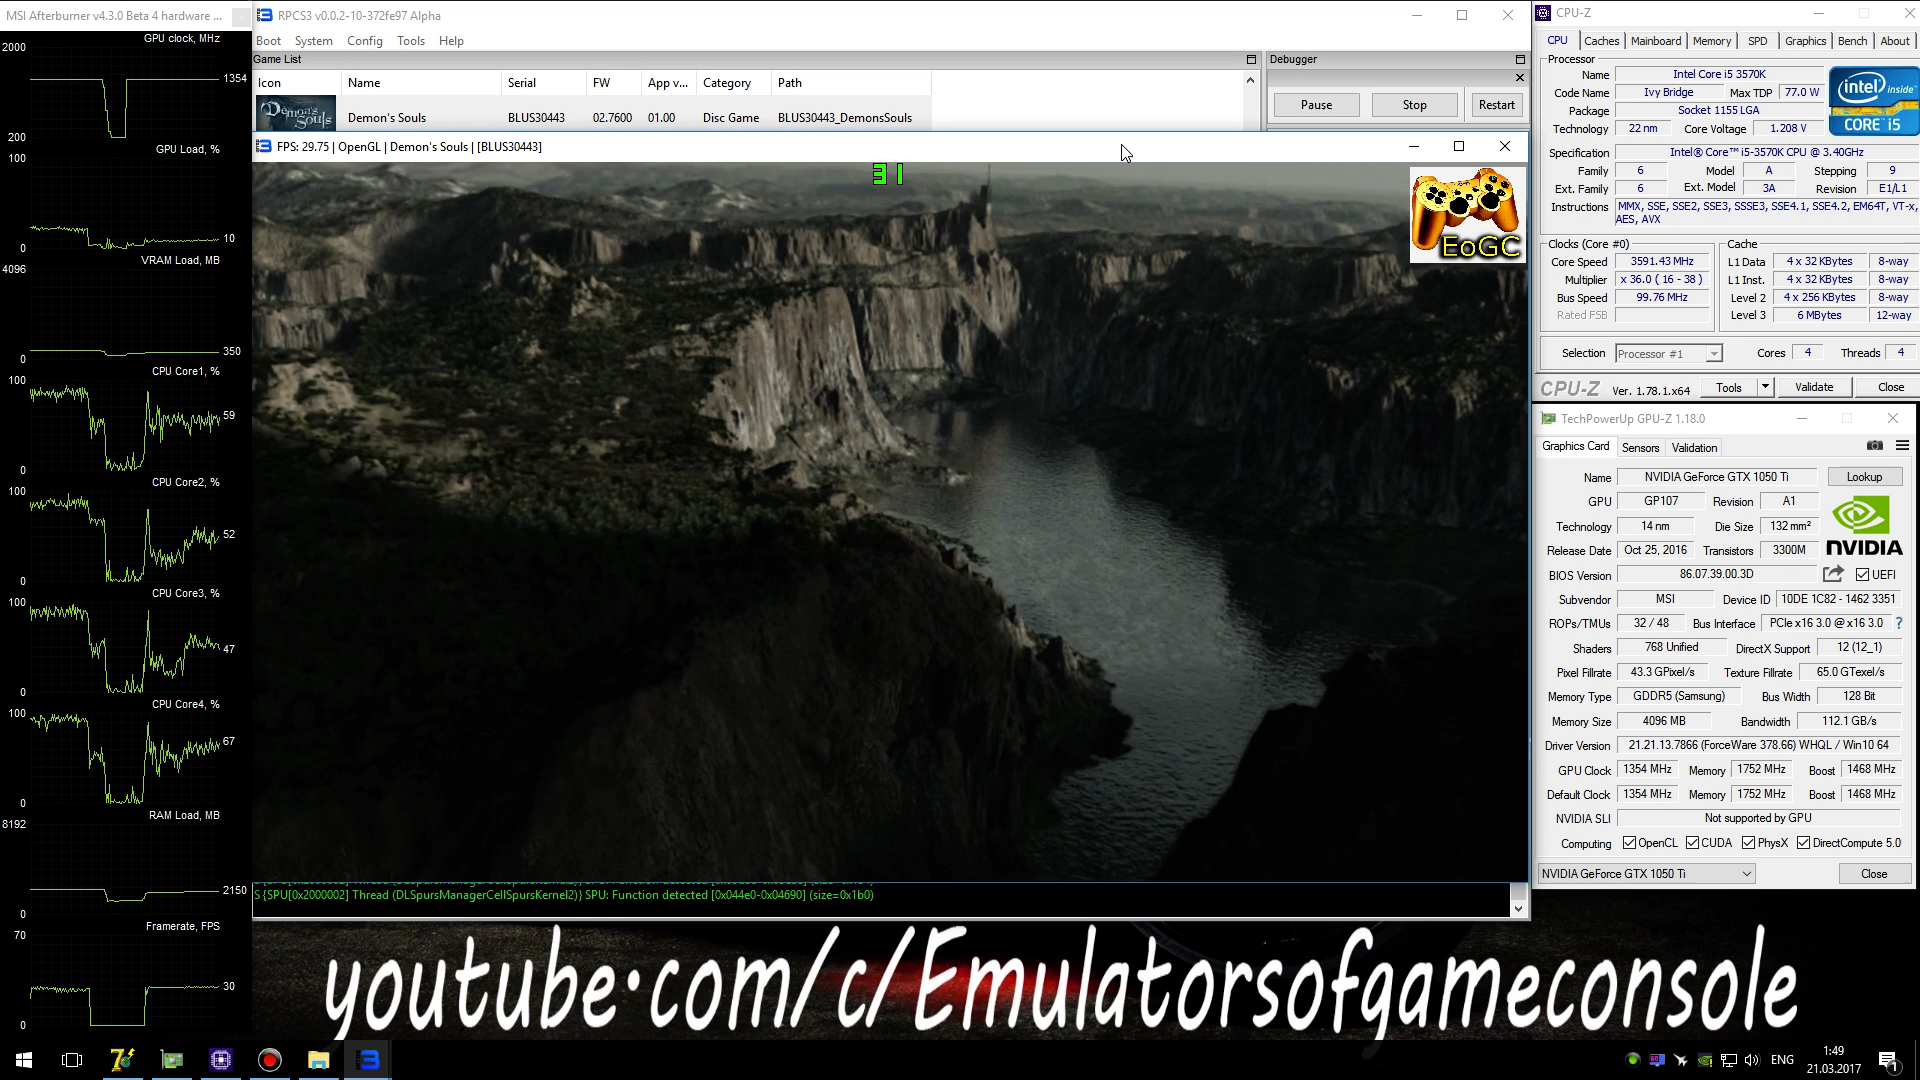 MSI Afterburner v4.3.0 Beta 4 hardware ...
GPU clock, MHz
2000
1354
200
GPU Load, %
100
10
0
VRAM Load, MB
4096
350
0
CPU Core1, %
100
59
0
CPU Core2, %
100
52
0
CPU Core3, %
100
47
0
CPU Core4, %
100
67
0
RAM Load, MB
8192
2150
0
Framerate, FPS
70
30
0
RPCS3 v0.0.2-10-372fe97 Alpha
Boot System Config Tools Help
Game List
Icon Name Serial FW App v... Category Path
Demon's Souls
Demon's Souls BLUS30443 02.7600 01.00 Disc Game BLUS30443_DemonsSouls
Debugger
Pause Stop Restart
FPS: 29.75 | OpenGL | Demon's Souls | [BLUS30443]
31
EoGC
S {SPU[0x2000002] Thread (DLSpursManagerCellSpursKernel2)} SPU: Function detected [0x044e0-0x04690] (size=0x1b0)
CPU-Z
CPU Caches Mainboard Memory SPD Graphics Bench About
Processor
Name Intel Core i5 3570K
Code Name Ivy Bridge Max TDP 77.0 W
Package Socket 1155 LGA
Technology 22 nm Core Voltage 1.208 V
intel inside™
CORE i5
Specification Intel® Core™ i5-3570K CPU @ 3.40GHz
Family 6 Model A Stepping 9
Ext. Family 6 Ext. Model 3A Revision E1/L1
Instructions MMX, SSE, SSE2, SSE3, SSSE3, SSE4.1, SSE4.2, EM64T, VT-x,
AES, AVX
Clocks (Core #0)
Core Speed 3591.43 MHz
Multiplier x 36.0 ( 16 - 38 )
Bus Speed 99.76 MHz
Rated FSB
Cache
L1 Data 4 x 32 KBytes 8-way
L1 Inst. 4 x 32 KBytes 8-way
Level 2 4 x 256 KBytes 8-way
Level 3 6 MBytes 12-way
Selection Processor #1 Cores 4 Threads 4
CPU-Z Ver. 1.78.1.x64 Tools Validate Close
TechPowerUp GPU-Z 1.18.0
Graphics Card Sensors Validation
Name NVIDIA GeForce GTX 1050 Ti Lookup
GPU GP107 Revision A1
Technology 14 nm Die Size 132 mm²
Release Date Oct 25, 2016 Transistors 3300M
NVIDIA
BIOS Version 86.07.39.00.3D UEFI
Subvendor MSI Device ID 10DE 1C82 - 1462 3351
ROPs/TMUs 32 / 48 Bus Interface PCIe x16 3.0 @ x16 3.0 ?
Shaders 768 Unified DirectX Support 12 (12_1)
Pixel Fillrate 43.3 GPixel/s Texture Fillrate 65.0 GTexel/s
Memory Type GDDR5 (Samsung) Bus Width 128 Bit
Memory Size 4096 MB Bandwidth 112.1 GB/s
Driver Version 21.21.13.7866 (ForceWare 378.66) WHQL / Win10 64
GPU Clock 1354 MHz Memory 1752 MHz Boost 1468 MHz
Default Clock 1354 MHz Memory 1752 MHz Boost 1468 MHz
NVIDIA SLI Not supported by GPU
Computing OpenCL CUDA PhysX DirectCompute 5.0
NVIDIA GeForce GTX 1050 Ti Close
youtube.com/c/Emulatorsofgameconsole
ENG
1:49
21.03.2017
1